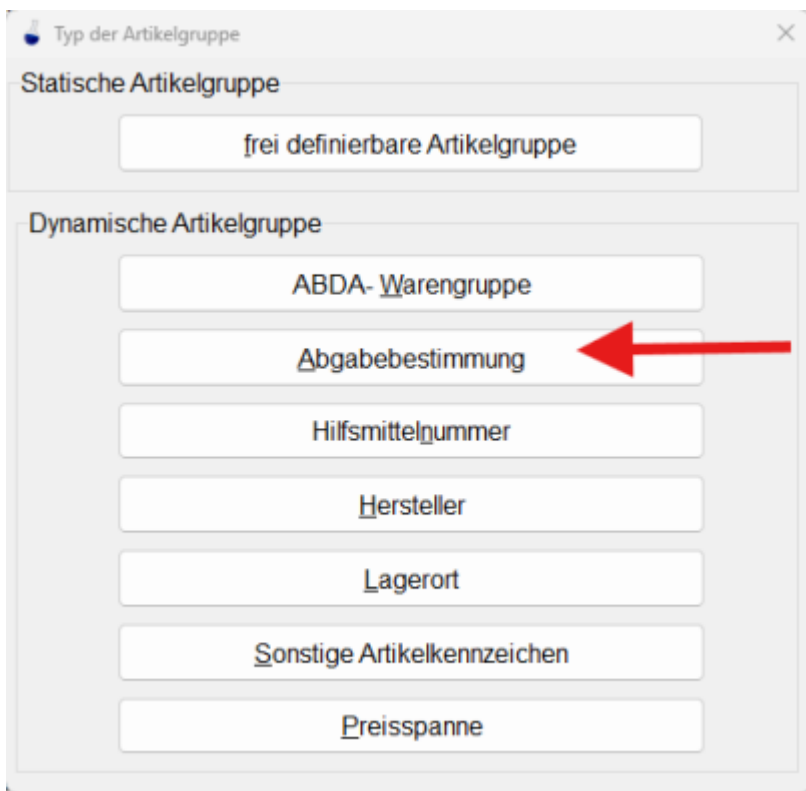 Typ der Artikelgruppe
Statische Artikelgruppe
frei definierbare Artikelgruppe
Dynamische Artikelgruppe
ABDA- Warengruppe
Abgabebestimmung
Hilfsmittelnummer
Hersteller
Lagerort
Sonstige Artikelkennzeichen
Preisspanne